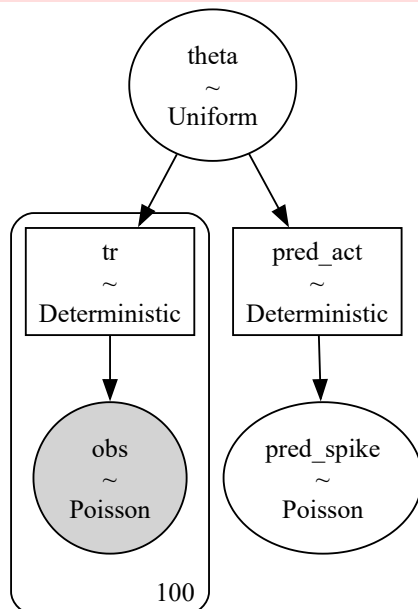 theta
~
Uniform
tr
~
Deterministic
pred_act
~
Deterministic
obs
~
Poisson
pred_spike
~
Poisson
100